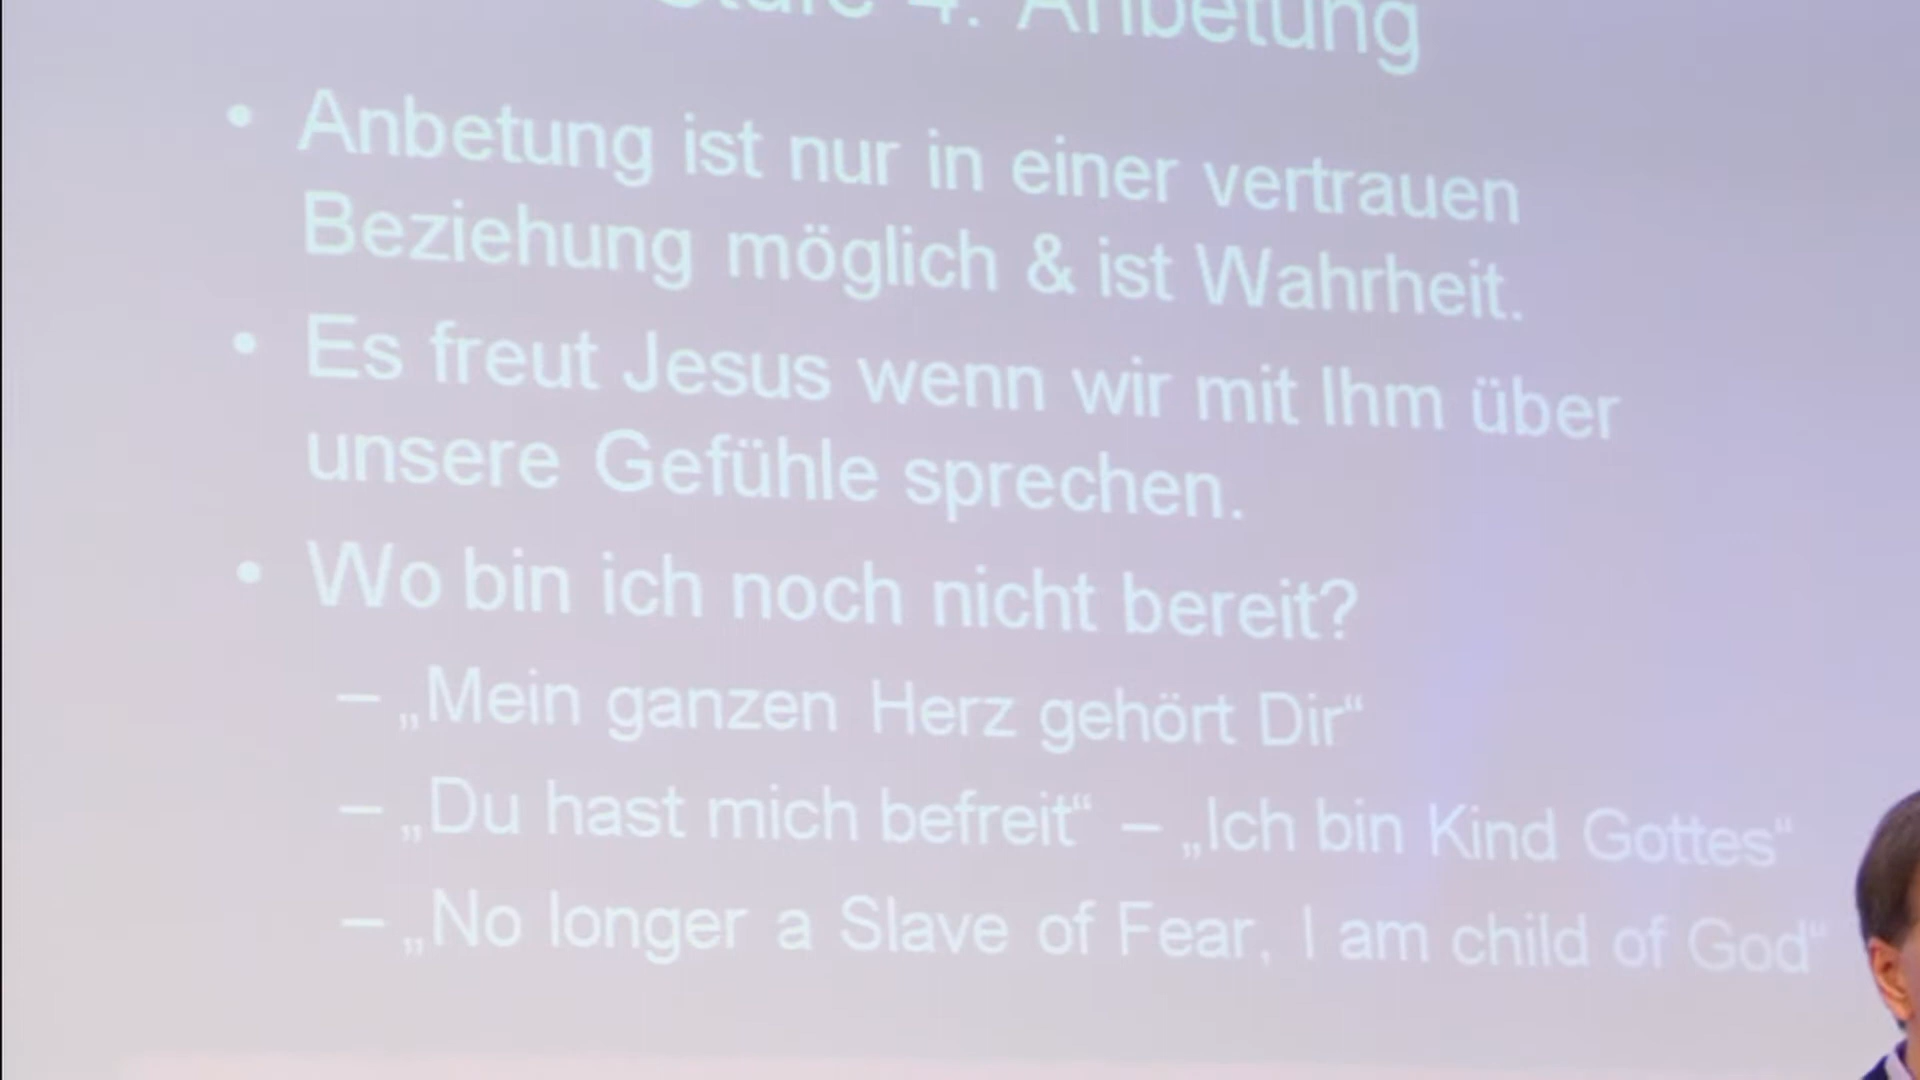 Stufe 4: Anbetung
• Anbetung ist nur in einer vertrauen
Beziehung möglich & ist Wahrheit.
• Es freut Jesus wenn wir mit Ihm über
unsere Gefühle sprechen.
• Wo bin ich noch nicht bereit?
– „Mein ganzen Herz gehört Dir“
– „Du hast mich befreit“ – „Ich bin Kind Gottes“
– „No longer a Slave of Fear, I am child of God“